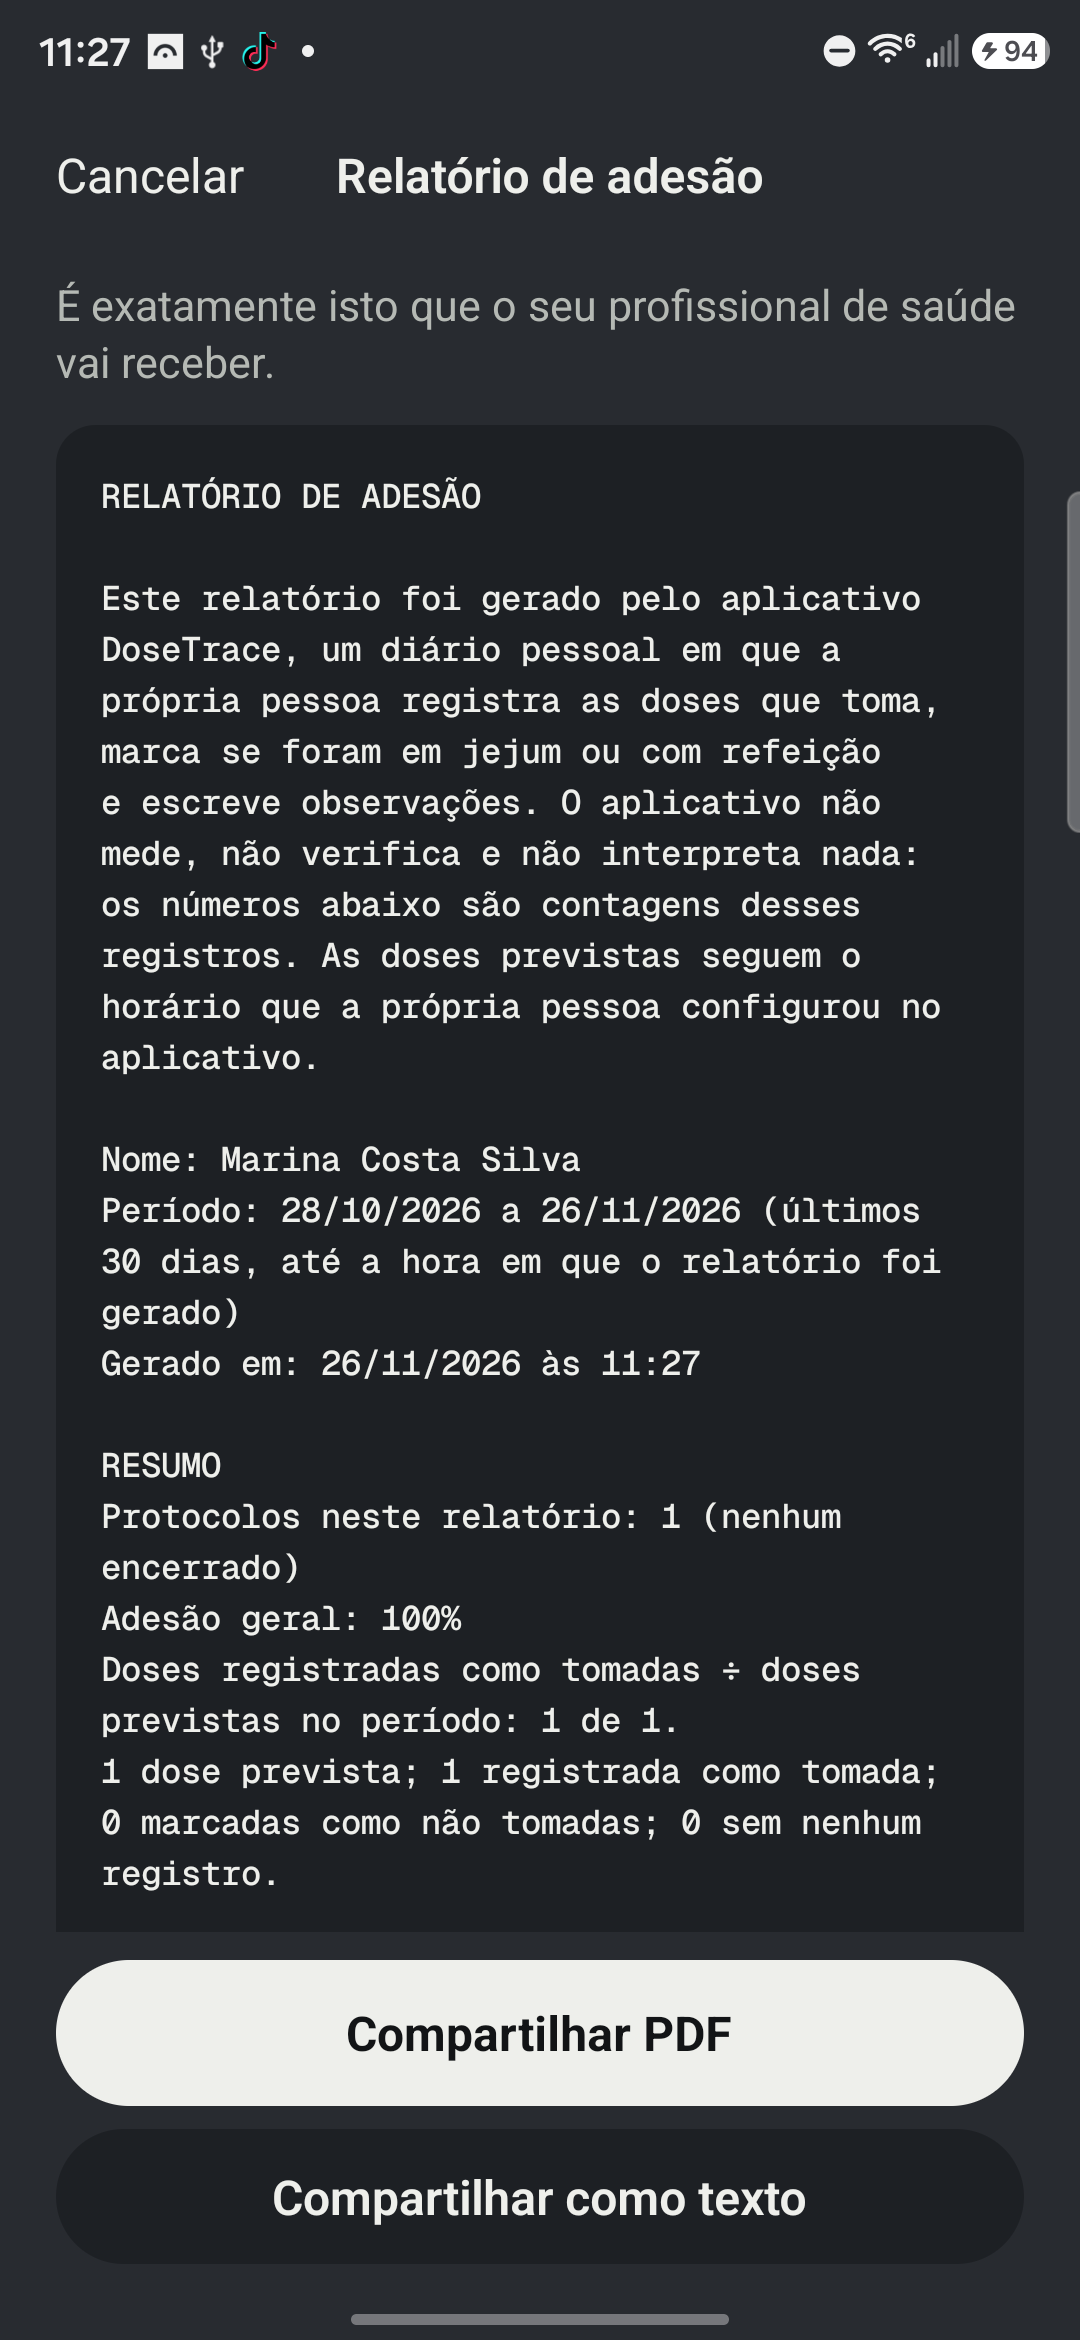 11:27
6
94
Cancelar
Relatório de adesão
É exatamente isto que o seu profissional de saúde
vai receber.
RELATÓRIO DE ADESÃO
Este relatório foi gerado pelo aplicativo
DoseTrace, um diário pessoal em que a
própria pessoa registra as doses que toma,
marca se foram em jejum ou com refeição
e escreve observações. O aplicativo não
mede, não verifica e não interpreta nada:
os números abaixo são contagens desses
registros. As doses previstas seguem o
horário que a própria pessoa configurou no
aplicativo.
Nome: Marina Costa Silva
Período: 28/10/2026 a 26/11/2026 (últimos
30 dias, até a hora em que o relatório foi
gerado)
Gerado em: 26/11/2026 às 11:27
RESUMO
Protocolos neste relatório: 1 (nenhum
encerrado)
Adesão geral: 100%
Doses registradas como tomadas ÷ doses
previstas no período: 1 de 1.
1 dose prevista; 1 registrada como tomada;
0 marcadas como não tomadas; 0 sem nenhum
registro.
Compartilhar PDF
Compartilhar como texto